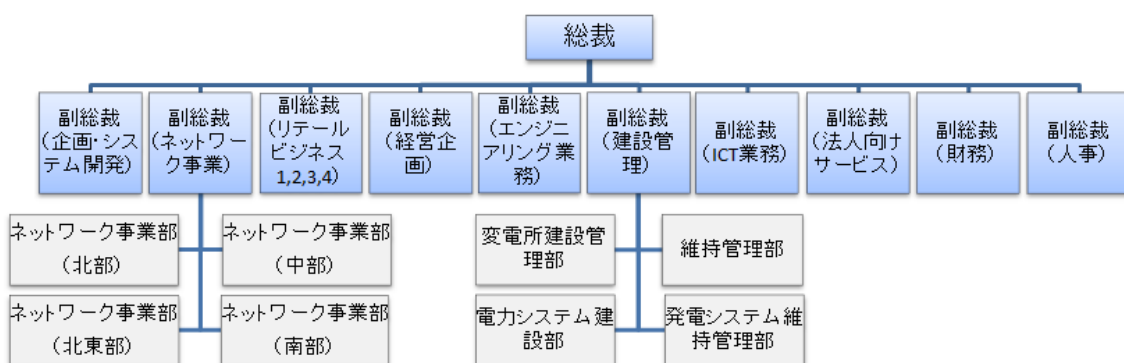 総裁
副総裁
(企画・シス
テム開発)
副総裁
(ネットワー
ク事業)
副総裁
(リテール
ビジネス
1,2,3,4)
副総裁
(経営企
画)
副総裁
(エンジニ
アリング業
務)
副総裁
(建設管
理)
副総裁
(ICT業務)
副総裁
(法人向け
サービス)
副総裁
(財務)
副総裁
(人事)
ネットワーク事業部
(北部)
ネットワーク事業部
(中部)
変電所建設管
理部
維持管理部
ネットワーク事業部
(北東部)
ネットワーク事業部
(南部)
電力システム建
設部
発電システム維
持管理部